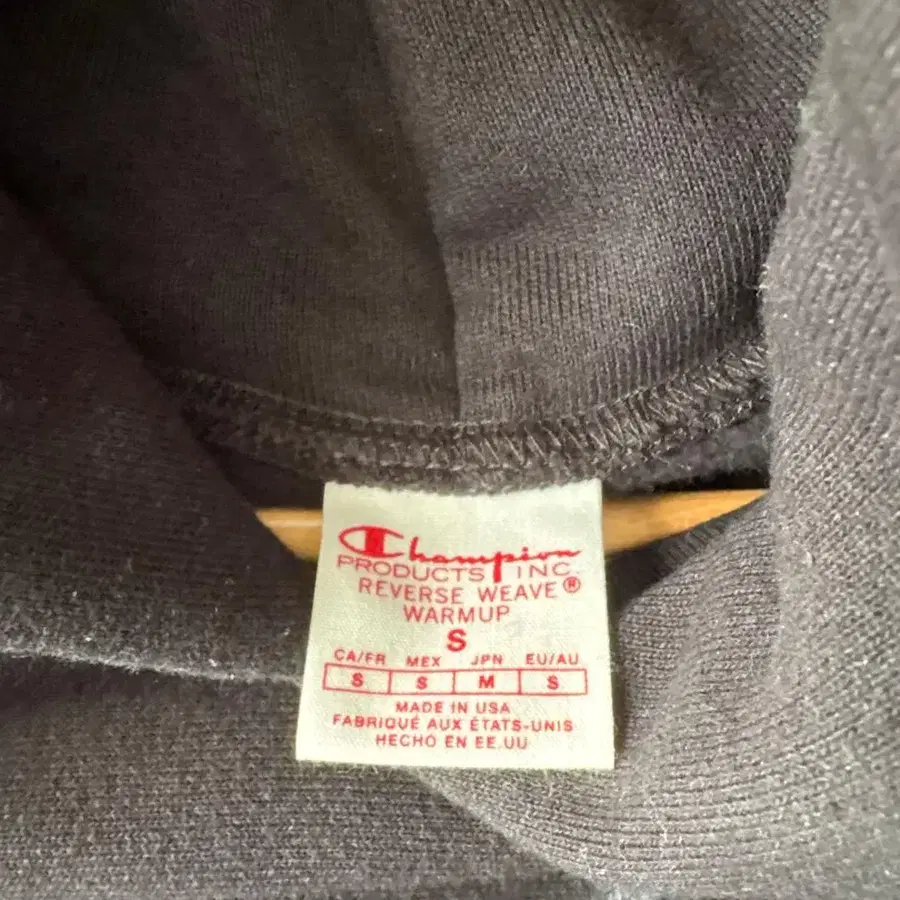 Champion
PRODUCTS INC.
REVERSE WEAVE®
WARMUP
S
CA/FR MEX JPN EU/AU
S S M S
MADE IN USA
FABRIQUÉ AUX ÉTATS-UNIS
HECHO EN EE.UU